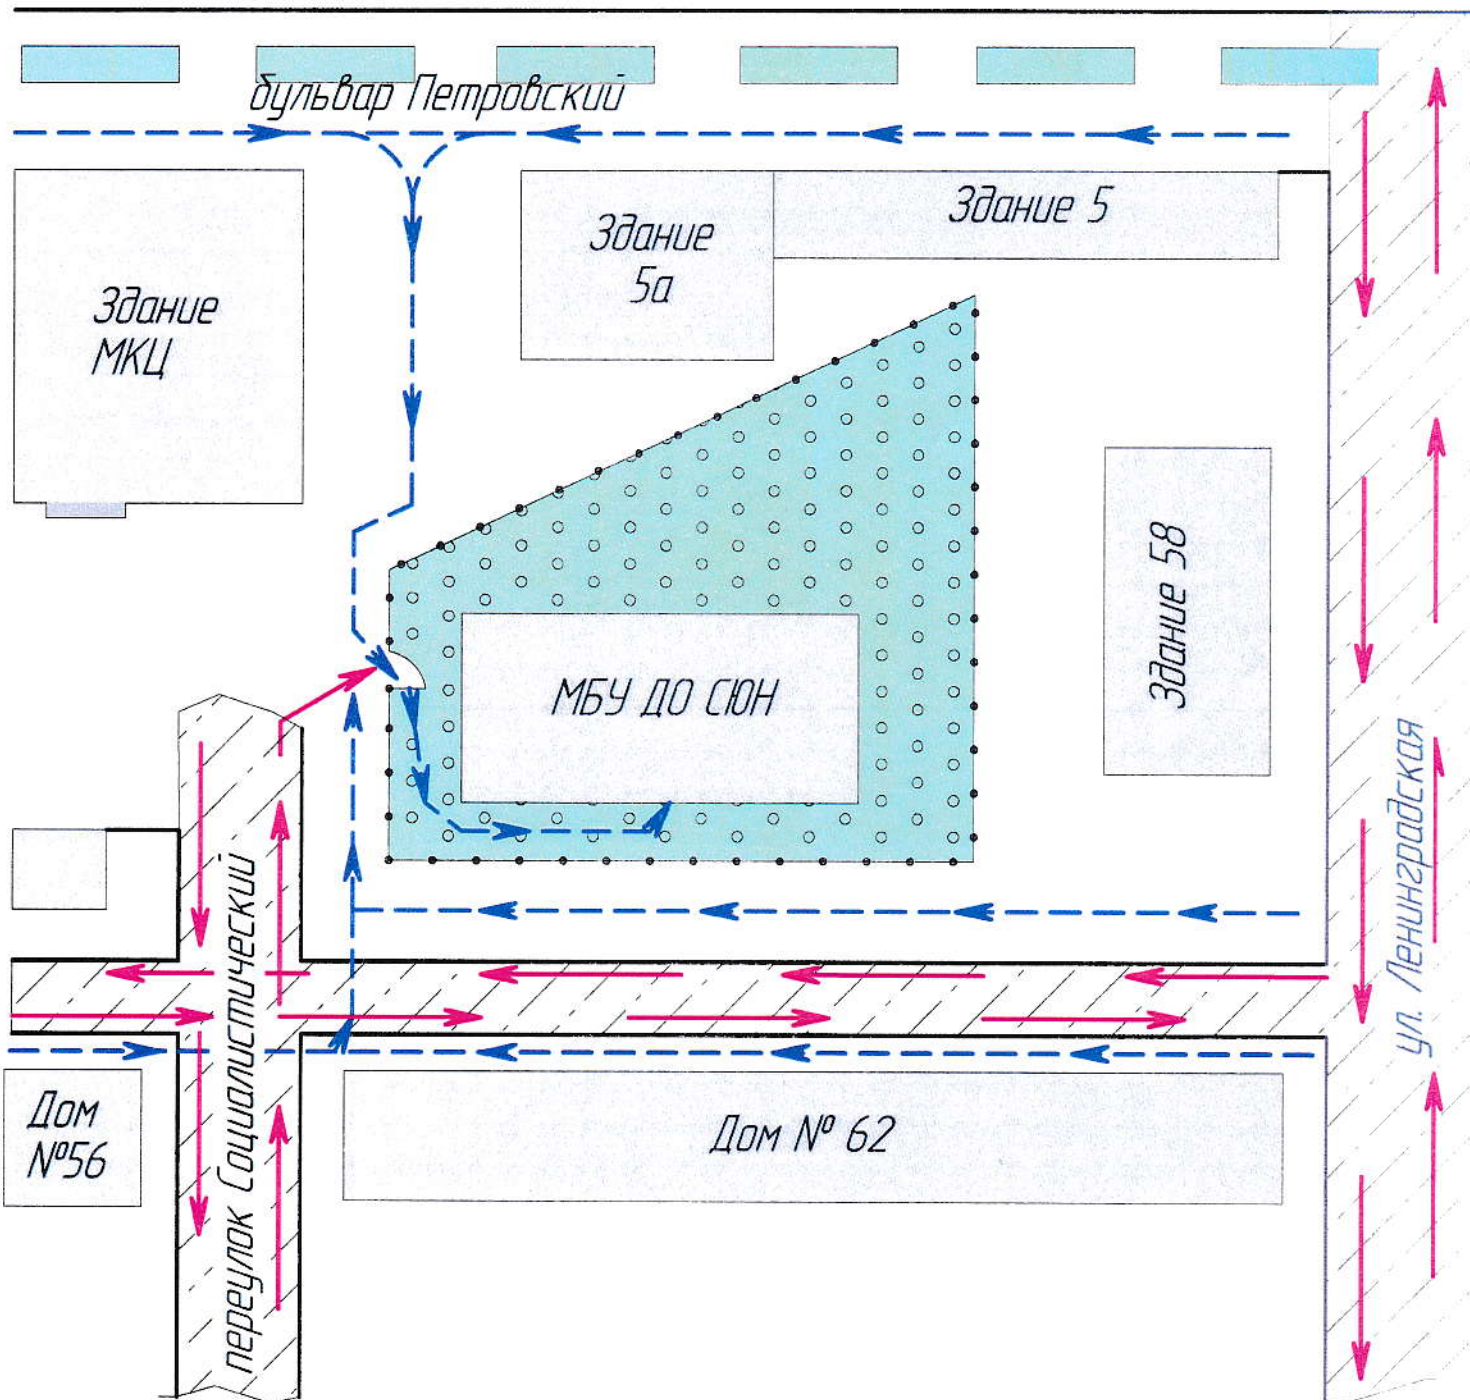 бульвар Петровский
Здание 5
Здание
5а
Здание
МКЦ
Здание 58
МБУ ДО СЮН
ул. Ленинградская
переулок Социалистический
Дом
№56
Дом № 62